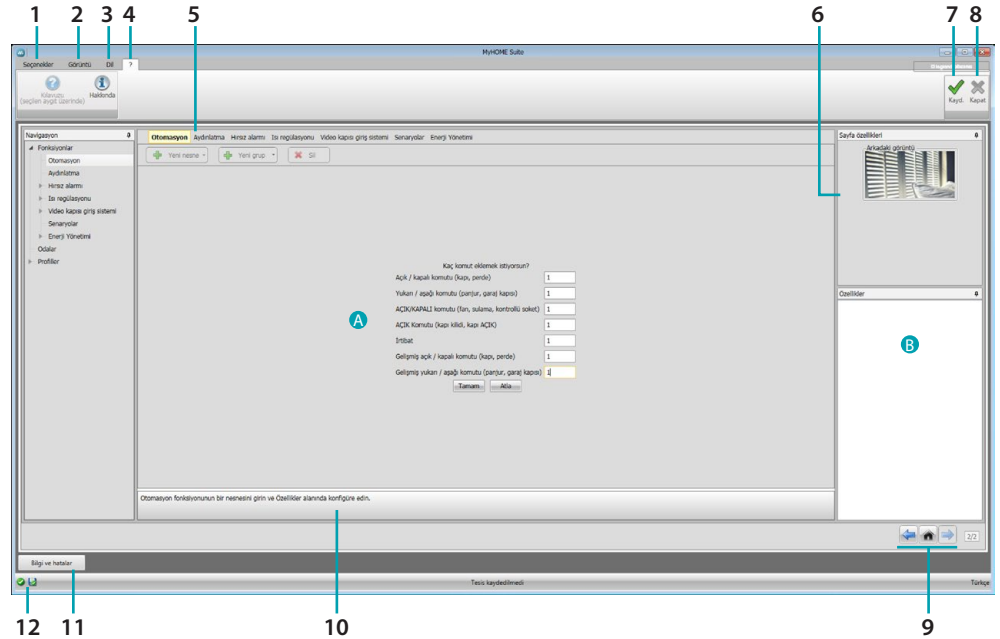 1 2 3 4 5 6 7 8
MyHOME Suite
Seçenekler Görüntü Dil ?
Kılavuzu
(seçilen aygıt üzerinde)
Hakkında
Kayd. Kapat
Navigasyon
Fonksiyonlar
Otomasyon
Aydınlatma
Hırsız alarmı
Isı regülasyonu
Video kapısı giriş sistemi
Senaryolar
Enerji Yönetimi
Odalar
Profiller
Otomasyon Aydınlatma Hırsız alarmı Isı regülasyonu Video kapısı giriş sistemi Senaryolar Enerji Yönetimi
Yeni nesne Yeni grup Sil
Kaç komut eklemek istiyorsun?
Açık / kapalı komutu (kapı, perde) 1
Yukarı / aşağı komutu (panjur, garaj kapısı) 1
AÇIK/KAPALI komutu (fan, sulama, kontrollü soket) 1
AÇIK Komutu (kapı kilidi, kapı AÇIK) 1
İrtibat 1
Gelişmiş açık / kapalı komutu (kapı, perde) 1
Gelişmiş yukarı / aşağı komutu (panjur, garaj kapısı) 1
Tamam Atla
A
Otomasyon fonksiyonunun bir nesnesini girin ve Özellikler alanında konfigüre edin.
Sayfa özellikleri
Arkadaki görüntü
Özellikler
B
2/2
Bilgi ve hatalar
Tesis kaydedilmedi
Türkçe
12 11 10 9